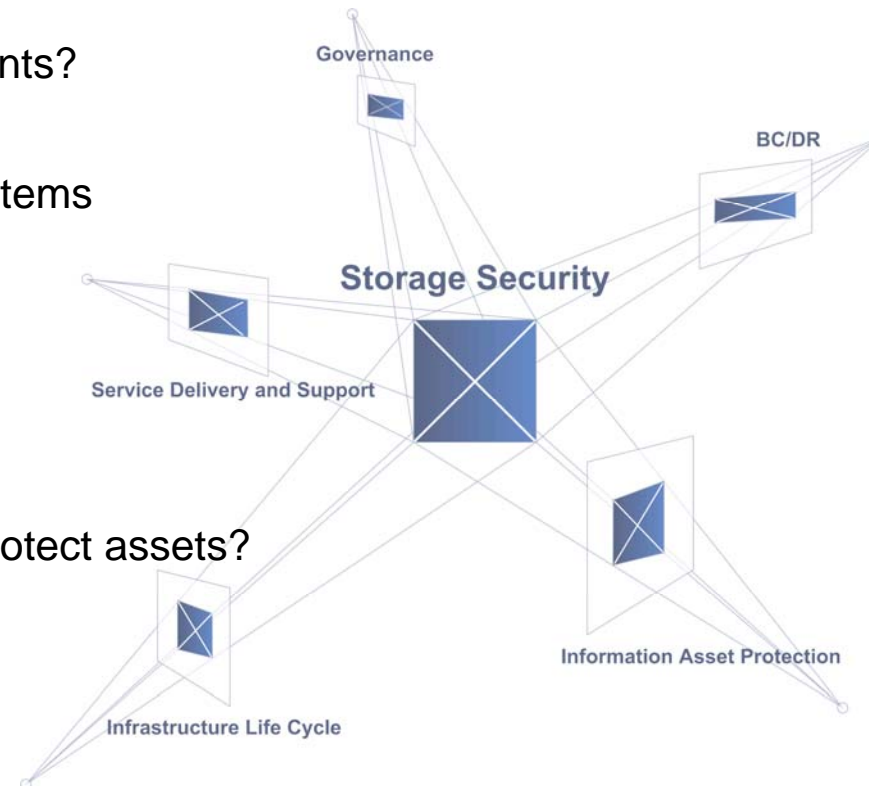 nts?
Governance
BC/DR
tems
Storage Security
Service Delivery and Support
otect assets?
Information Asset Protection
Infrastructure Life Cycle